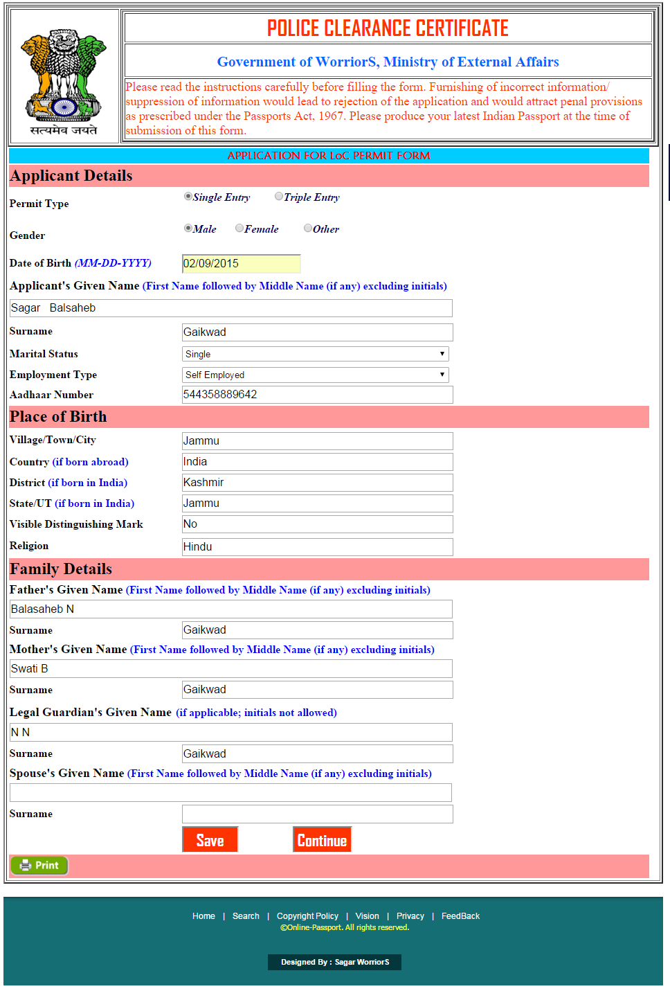 POLICE CLEARANCE CERTIFICATE
Government of WorriorS, Ministry of External Affairs
Please read the instructions carefully before filling the form. Furnishing of incorrect information/
suppression of information would lead to rejection of the application and would attract penal provisions
as prescribed under the Passports Act, 1967. Please produce your latest Indian Passport at the time of
submission of this form.
सत्यमेव जयते
APPLICATION FOR LoC PERMIT FORM
Applicant Details
Permit Type Single Entry Triple Entry
Gender Male Female Other
Date of Birth (MM-DD-YYYY) 02/09/2015
Applicant's Given Name (First Name followed by Middle Name (if any) excluding initials)
Sagar Balsaheb
Surname Gaikwad
Marital Status Single
Employment Type Self Employed
Aadhaar Number 544358889642
Place of Birth
Village/Town/City Jammu
Country (if born abroad) India
District (if born in India) Kashmir
State/UT (if born in India) Jammu
Visible Distinguishing Mark No
Religion Hindu
Family Details
Father's Given Name (First Name followed by Middle Name (if any) excluding initials)
Balasaheb N
Surname Gaikwad
Mother's Given Name (First Name followed by Middle Name (if any) excluding initials)
Swati B
Surname Gaikwad
Legal Guardian's Given Name (if applicable; initials not allowed)
N N
Surname Gaikwad
Spouse's Given Name (First Name followed by Middle Name (if any) excluding initials)
Surname
Save Continue
Print
Home | Search | Copyright Policy | Vision | Privacy | FeedBack
©Online-Passport. All rights reserved.
Designed By : Sagar WorriorS